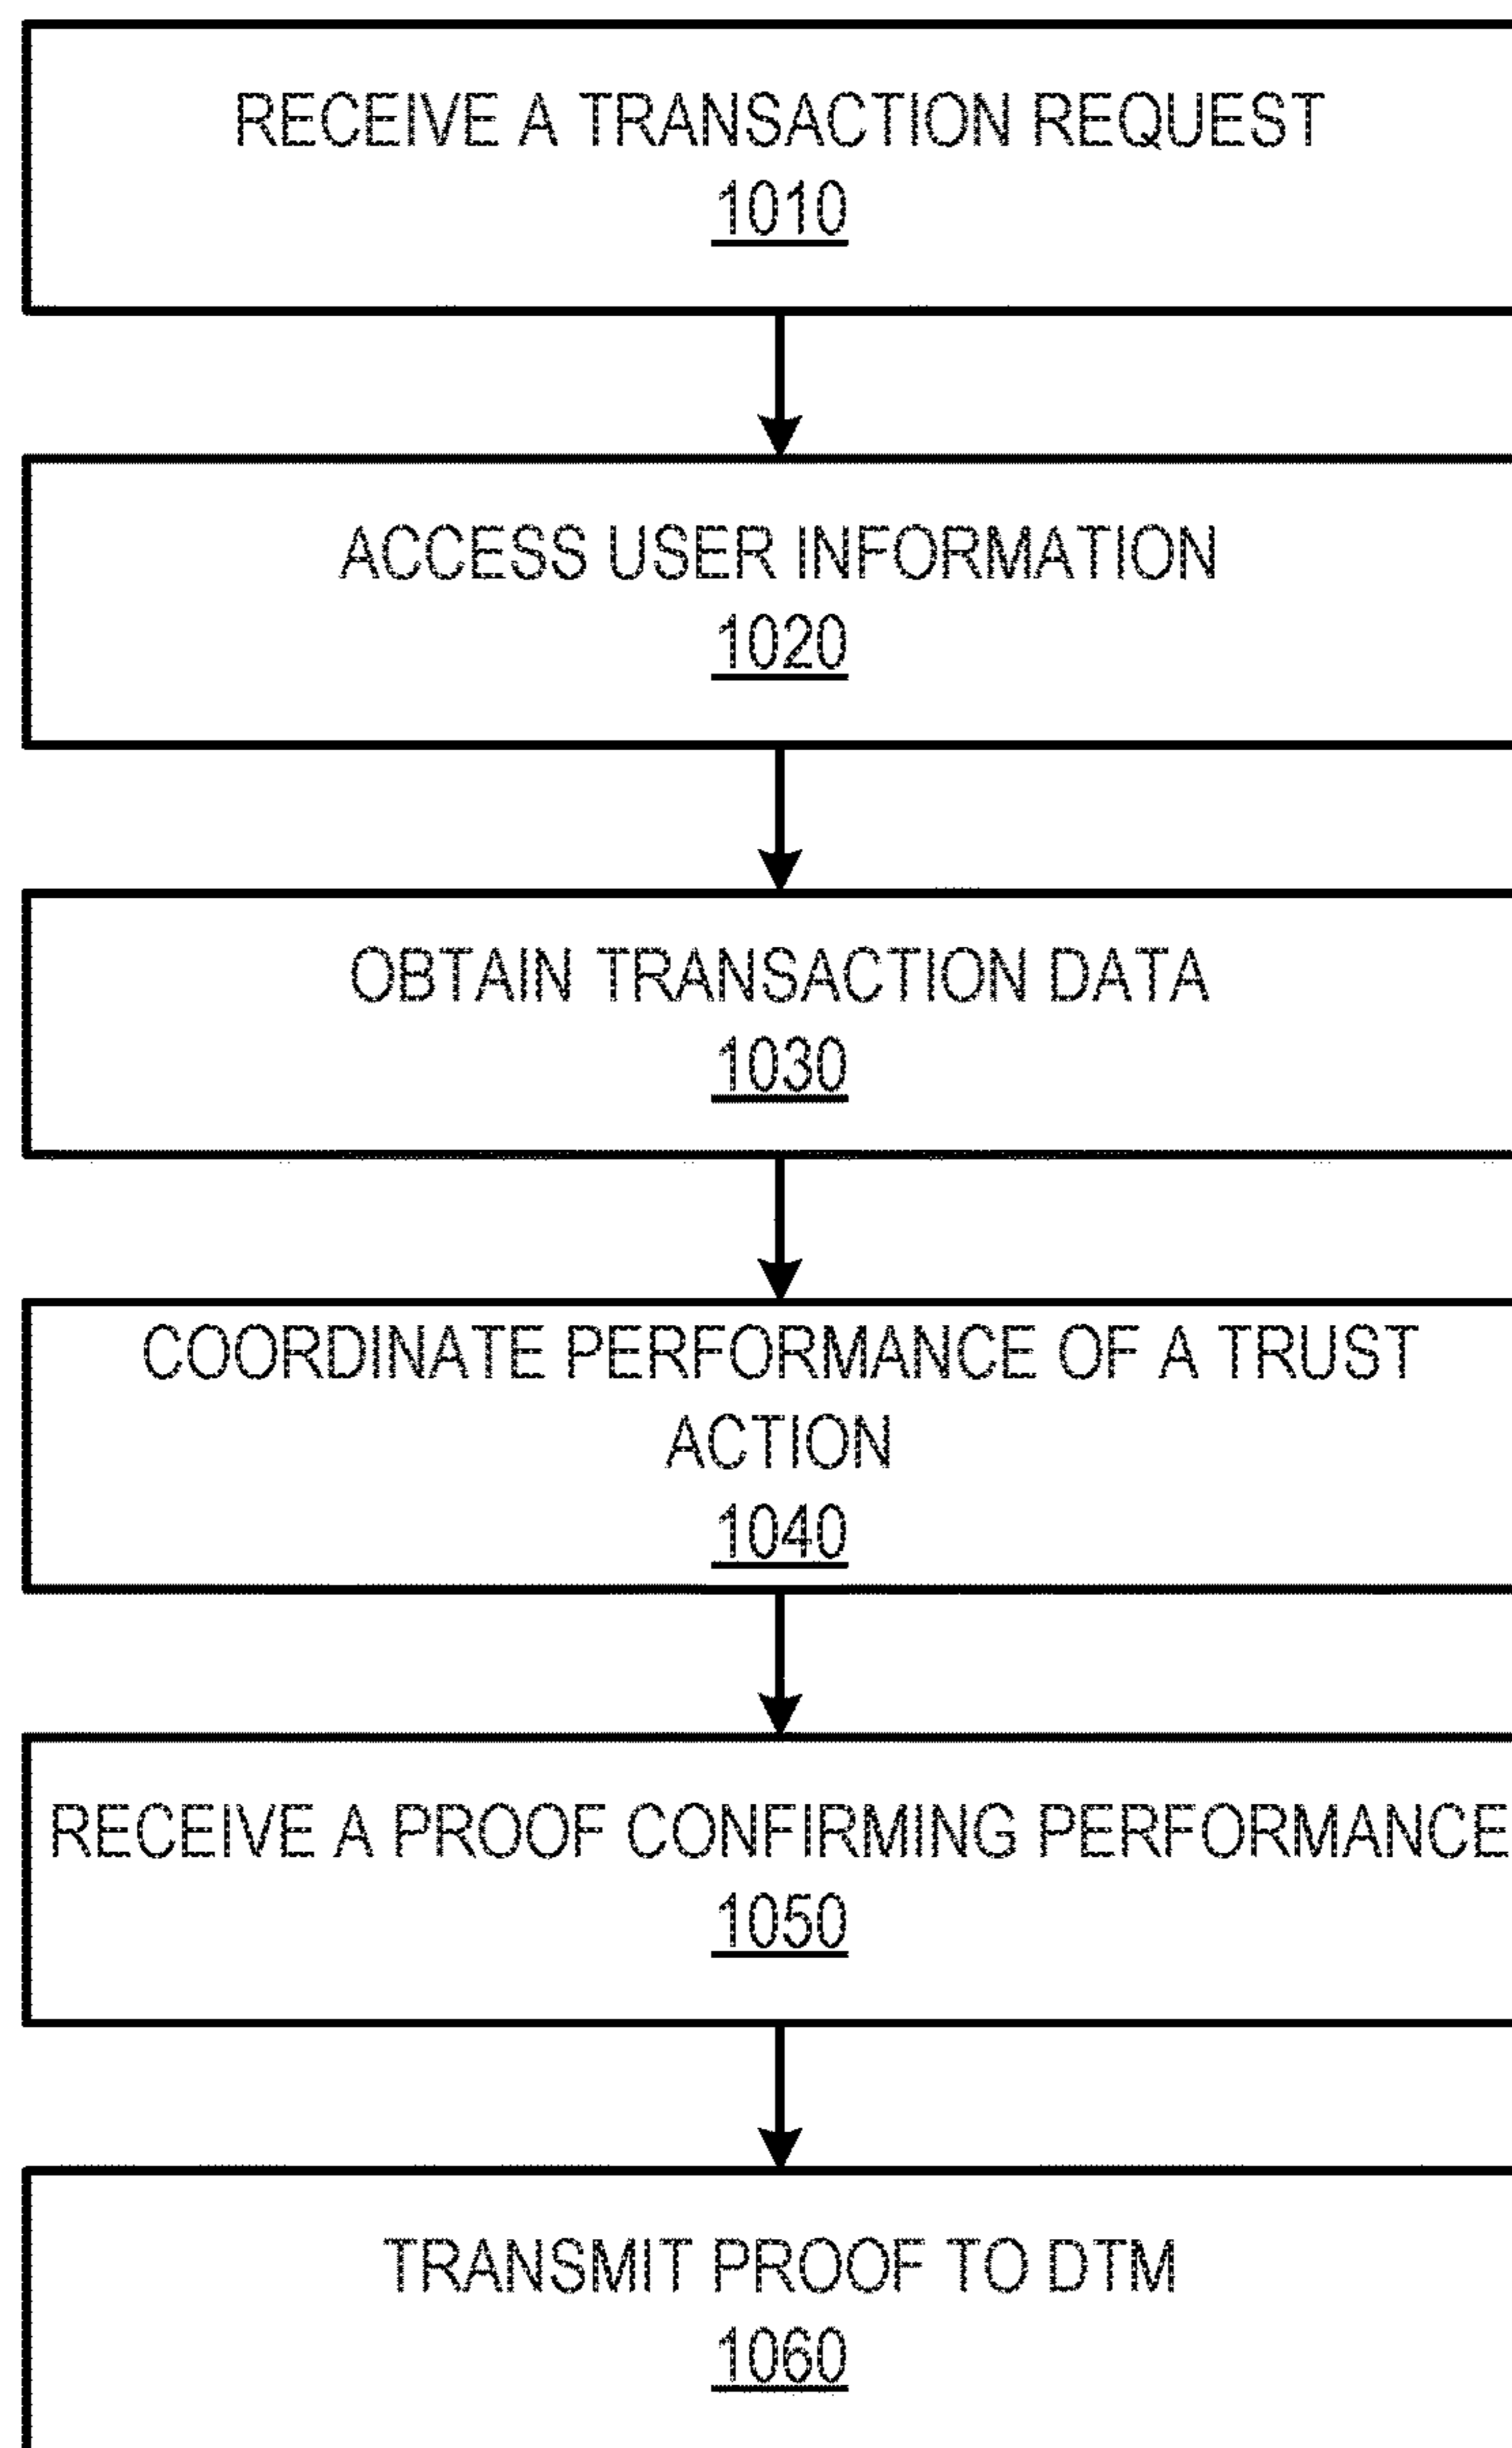 RECEIVE A TRANSACTION REQUEST
1010
ACCESS USER INFORMATION
1020
OBTAIN TRANSACTION DATA
1030
COORDINATE PERFORMANCE OF A TRUST
ACTION
1040
RECEIVE A PROOF CONFIRMING PERFORMANCE
1050
TRANSMIT PROOF TO DTM
1060